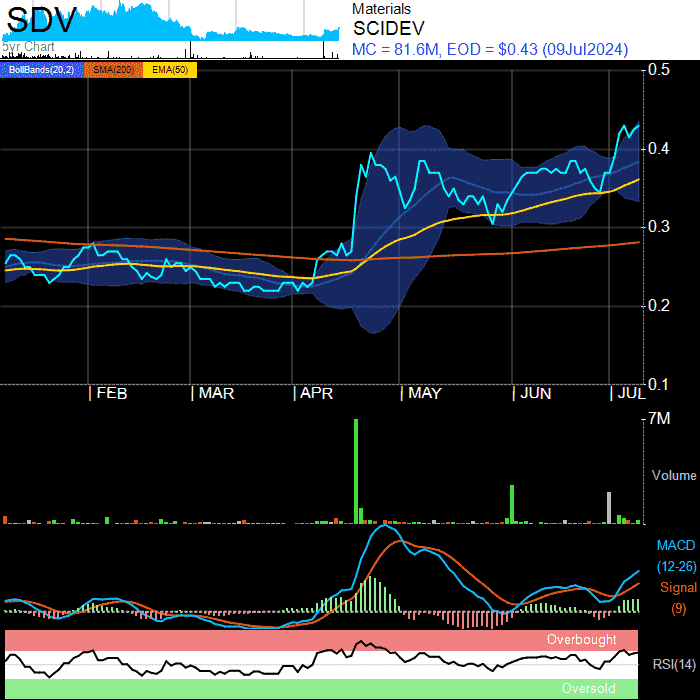 SDV
5yr Chart
Materials
SCIDEV
MC = 81.6M, EOD = $0.43 (09Jul2024)
BollBands(20,2) SMA(200) EMA(50)
0.5
0.4
0.3
0.2
0.1
FEB MAR APR MAY JUN JUL
7M
Volume
MACD
(12-26)
Signal
(9)
Overbought
RSI(14)
Oversold